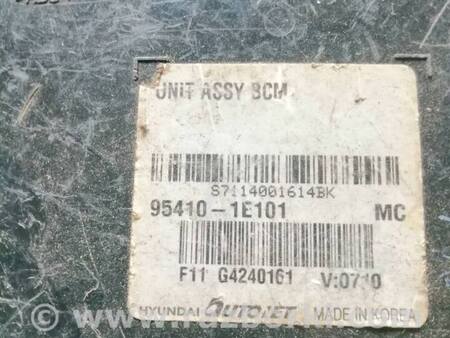 UNIT ASSY BCM
S7114001614BK
95410-1E101 MC
F11 G4240161 V:0710
HYUNDAI AUTONET MADE IN KOREA